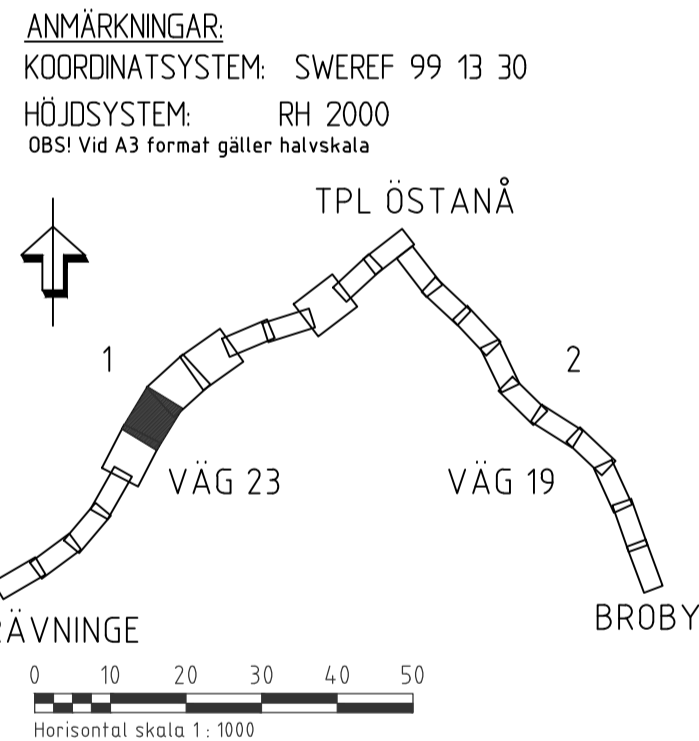 ANMÄRKNINGAR:
KOORDINATSYSTEM: SWEREF 99 13 30
HÖJDSYSTEM: RH 2000
OBS! Vid A3 format gäller halvskala
TPL ÖSTANÅ
1
2
VÄG 23
VÄG 19
ÄVNINGE
BROBY
0 10 20 30 40 50
Horisontal skala 1 : 1000